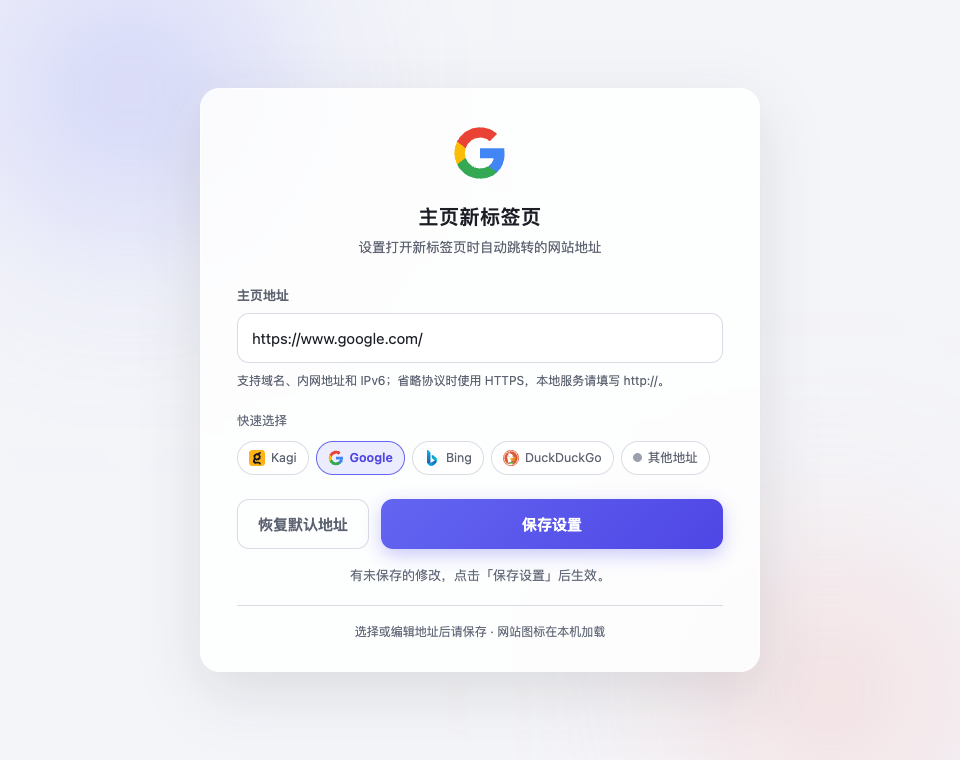 主页新标签页
设置打开新标签页时自动跳转的网站地址
主页地址
https://www.google.com/
支持域名、内网地址和 IPv6；省略协议时使用 HTTPS，本地服务请填写 http://。
快速选择
Kagi
Google
Bing
DuckDuckGo
其他地址
恢复默认地址
保存设置
有未保存的修改，点击「保存设置」后生效。
选择或编辑地址后请保存 · 网站图标在本机加载